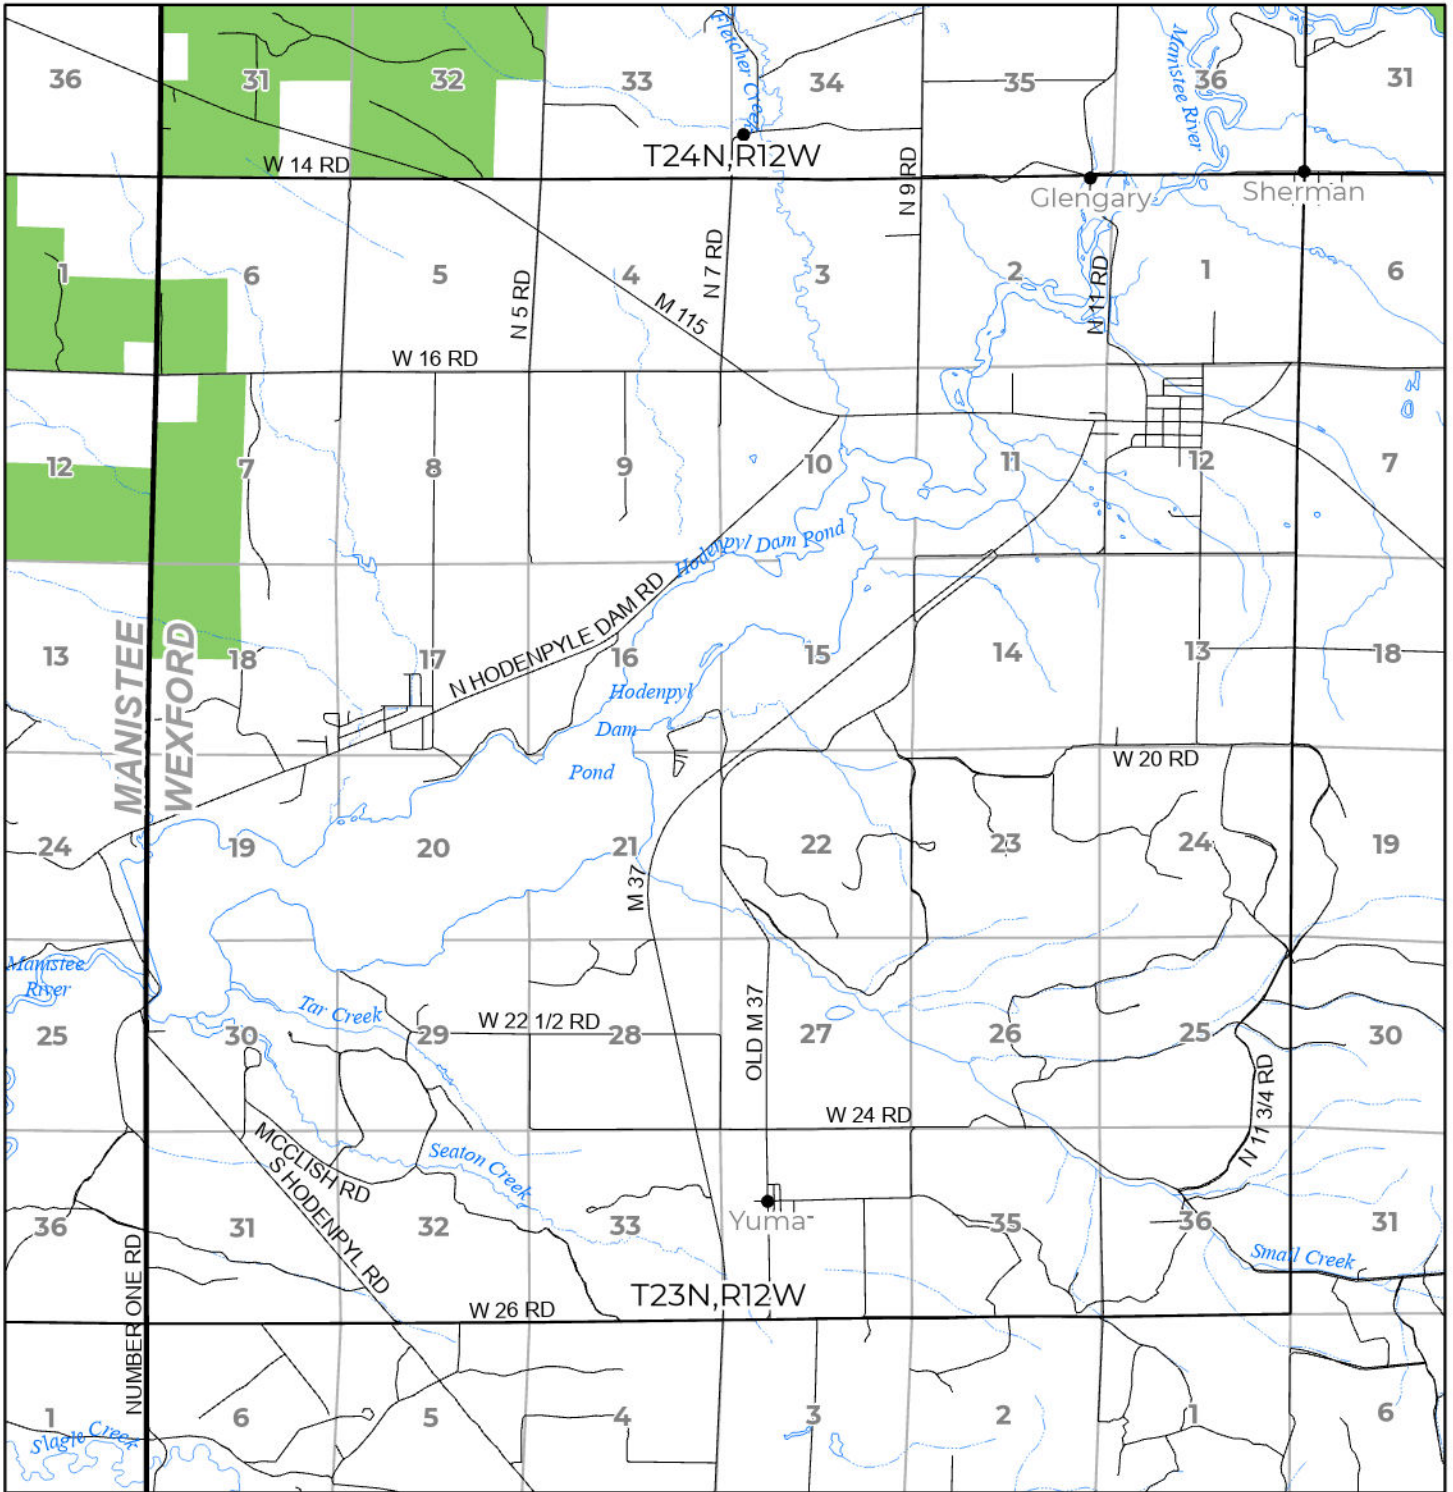 36
31
32
33
34
35
36
31
Fletcher Creek
Manistee River
W 14 RD
T24N,R12W
N 9 RD
Glengary
Sherman
1
6
5
4
3
2
1
6
N 5 RD
N 7 RD
N 11 RD
M 115
W 16 RD
12
7
8
9
10
11
12
7
Hodenpyl Dam Pond
N HODENPYLE DAM RD
MANISTEE
WEXFORD
13
18
17
16
15
14
13
18
Hodenpyl
Dam
Pond
W 20 RD
24
19
20
21
22
23
24
19
M 37
Manistee
River
Tar Creek
W 22 1/2 RD
OLD M 37
25
30
29
28
27
26
25
30
W 24 RD
N 11 3/4 RD
MCCLISH RD
S HODENPYL RD
Seaton Creek
Yuma
36
31
32
33
35
36
31
Small Creek
NUMBER ONE RD
W 26 RD
T23N,R12W
1
6
5
4
3
2
1
6
Slagle Creek